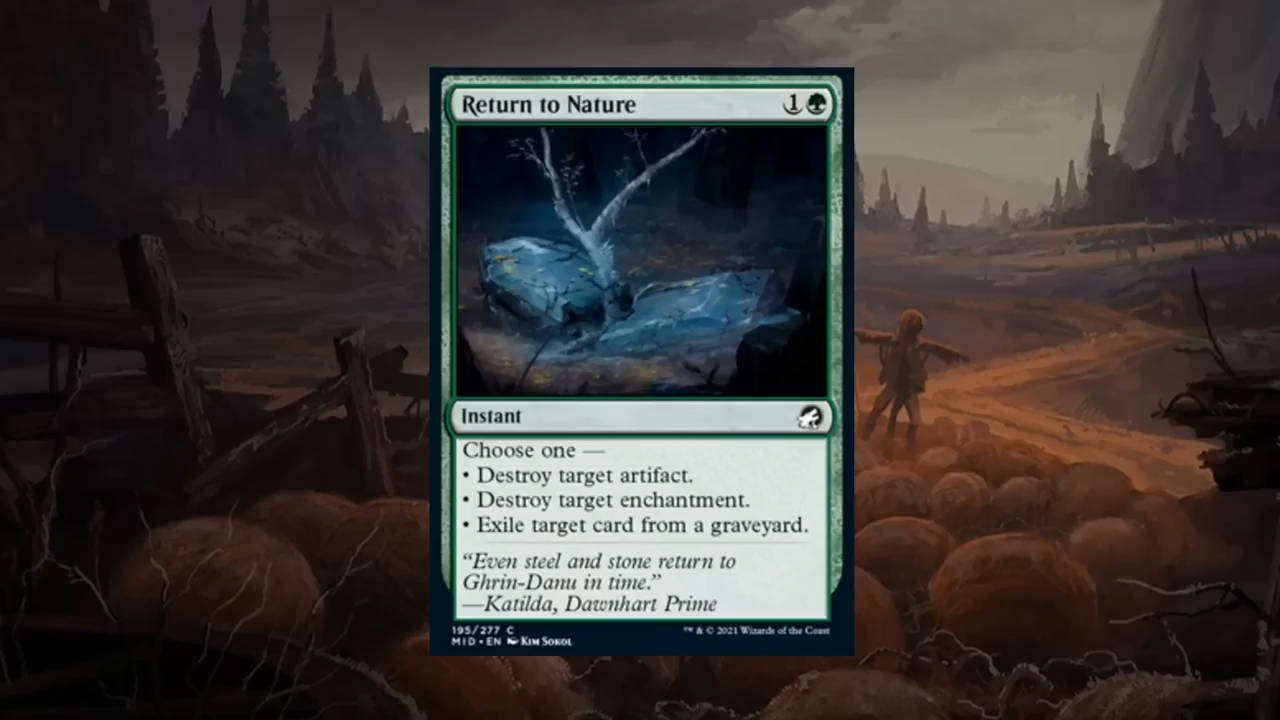 Return to Nature 1
Instant
Choose one —
• Destroy target artifact.
• Destroy target enchantment.
• Exile target card from a graveyard.
“Even steel and stone return to
Ghrin-Danu in time.”
—Katilda, Dawnhart Prime
195/277 C ™ & © 2021 Wizards of the Coast
MID • EN Kim Sokol